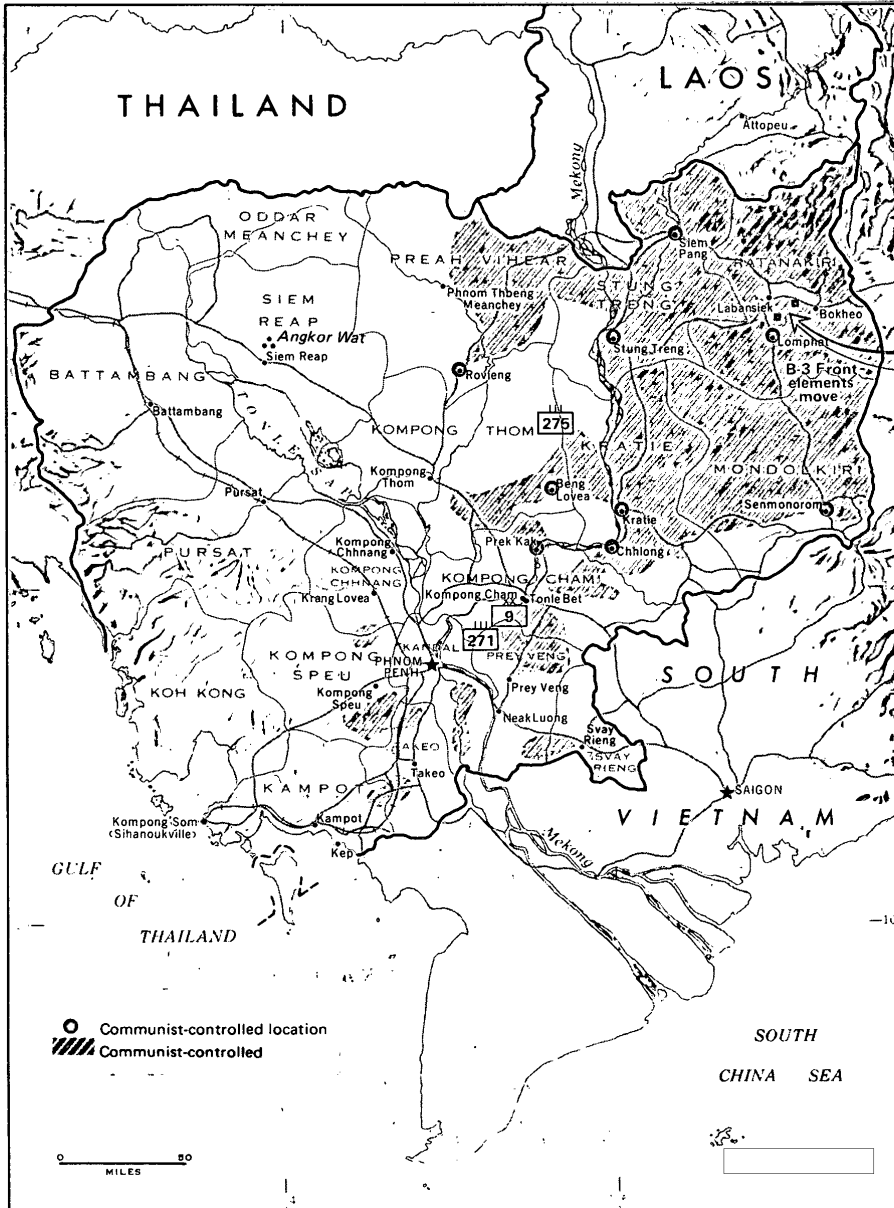 THAILAND
LAOS
Attopeu
Mekong
ODDAR
MEANCHEY
PREAH VIHEAR
Siem
Pang
RATANAKIRI
STUNG
TRENG
Phnom Thbeng
Meanchey
SIEM
REAP
Labansiek
Bokheo
Angkor Wat
Siem Reap
Stung Treng
Lomphat
BATTAMBANG
Rovieng
B-3 Front
elements
move
Battambang
TONLE SAP
KOMPONG THOM
275
KRATIE
Kompong
Thom
MONDOLKIRI
Pursat
Beng
Lovea
Senmonorom
Kratie
Kompong
Chhnang
Prek Kak
Chhlong
PURSAT
KOMPONG
CHHNANG
KOMPONG CHAM
Krang Lovea
Kompong Cham
Tonle Bet
9
271
KANDAL
KOMPONG
SPEU
PHNOM
PENH
PREY VENG
SOUTH
KOH KONG
Kompong
Speu
Prey Veng
Neak Luong
Svay
Rieng
TAKEO
SVAY
RIENG
Takeo
KAMPOT
SAIGON
Kompong Som
(Sihanoukville)
Kampot
VIETNAM
Kep
Mekong
GULF
OF
THAILAND
10
Communist-controlled location
Communist-controlled
SOUTH
CHINA SEA
0 50
MILES